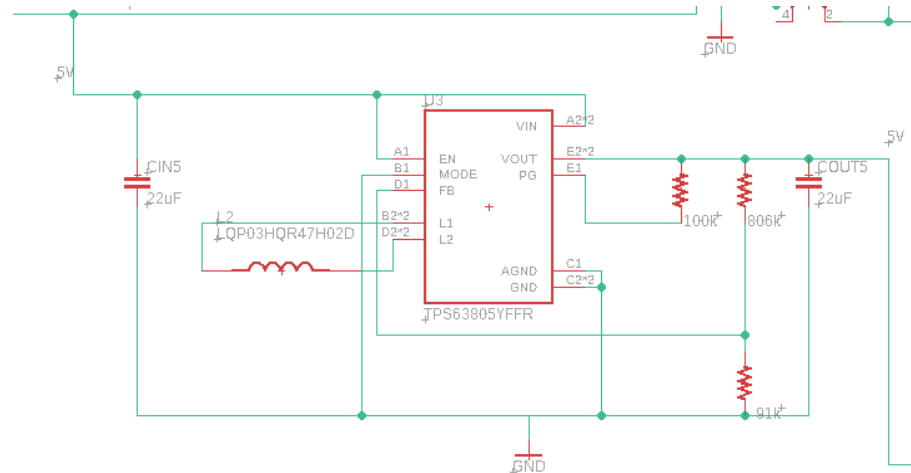 4 2
GND
5V
U3
VIN A2*2
CIN5
22uF
A1 EN
B1 MODE
D1 FB
VOUT E2*2
PG E1
5V
COUT5
22uF
100k
806k
L2
LQP03HQR47H02D
B2*2 L1
D2*2 L2
AGND C1
GND C2*2
TPS63805YFFR
91k
GND